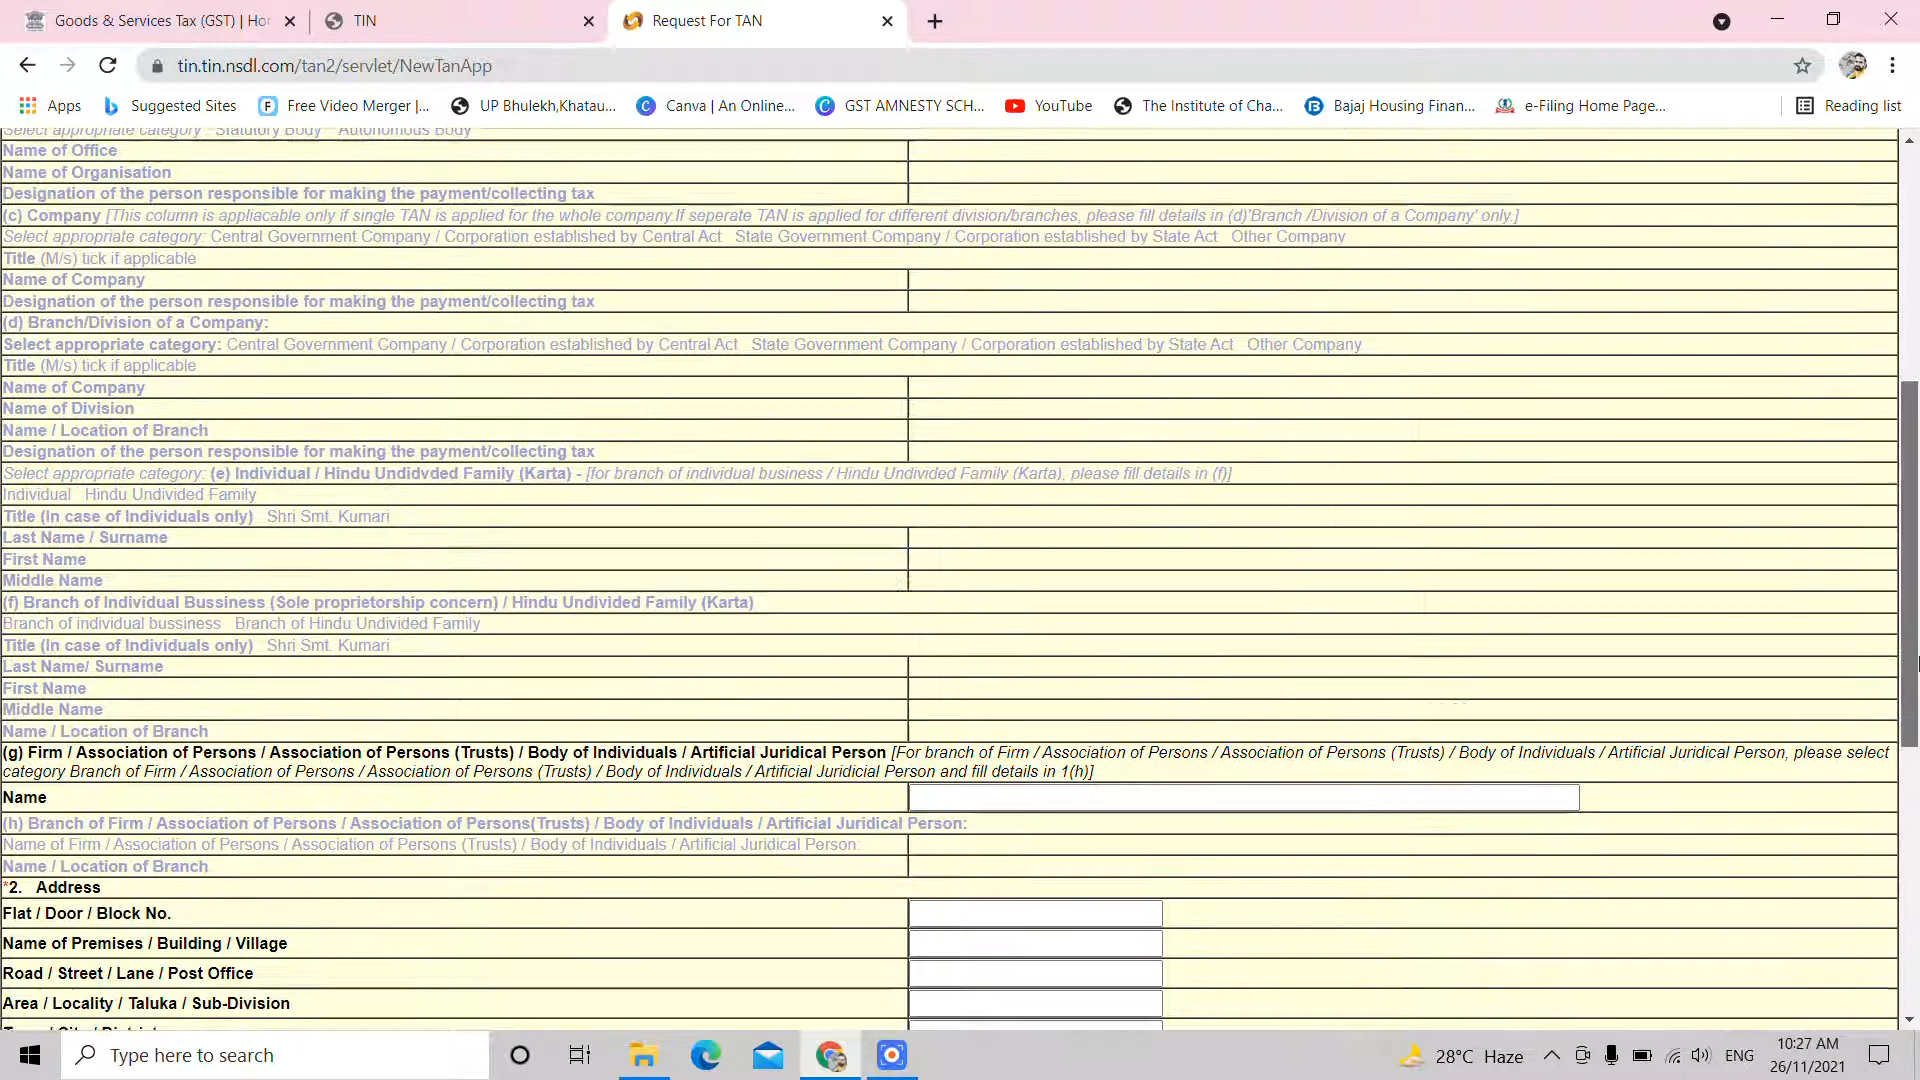 Goods & Services Tax (GST) | Ho
TIN
Request For TAN
tin.tin.nsdl.com/tan2/servlet/NewTanApp
Apps
Suggested Sites
Free Video Merger |...
UP Bhulekh,Khatau...
Canva | An Online...
GST AMNESTY SCH...
YouTube
The Institute of Cha...
Bajaj Housing Finan...
e-Filing Home Page...
Reading list
Select appropriate category Statutory Body Autonomous Body
Name of Office
Name of Organisation
Designation of the person responsible for making the payment/collecting tax
(c) Company [This column is appliacable only if single TAN is applied for the whole company.If seperate TAN is applied for different division/branches, please fill details in (d)'Branch /Division of a Company' only.]
Select appropriate category: Central Government Company / Corporation established by Central Act State Government Company / Corporation established by State Act Other Company
Title (M/s) tick if applicable
Name of Company
Designation of the person responsible for making the payment/collecting tax
(d) Branch/Division of a Company:
Select appropriate category: Central Government Company / Corporation established by Central Act State Government Company / Corporation established by State Act Other Company
Title (M/s) tick if applicable
Name of Company
Name of Division
Name / Location of Branch
Designation of the person responsible for making the payment/collecting tax
Select appropriate category: (e) Individual / Hindu Undidvded Family (Karta) - [for branch of individual business / Hindu Undivided Family (Karta), please fill details in (f)]
Individual Hindu Undivided Family
Title (In case of Individuals only) Shri Smt. Kumari
Last Name / Surname
First Name
Middle Name
(f) Branch of Individual Bussiness (Sole proprietorship concern) / Hindu Undivided Family (Karta)
Branch of individual bussiness Branch of Hindu Undivided Family
Title (In case of Individuals only) Shri Smt. Kumari
Last Name/ Surname
First Name
Middle Name
Name / Location of Branch
(g) Firm / Association of Persons / Association of Persons (Trusts) / Body of Individuals / Artificial Juridical Person [For branch of Firm / Association of Persons / Association of Persons (Trusts) / Body of Individuals / Artificial Juridical Person, please select
category Branch of Firm / Association of Persons / Association of Persons (Trusts) / Body of Individuals / Artificial Juridicial Person and fill details in 1(h)]
Name
(h) Branch of Firm / Association of Persons / Association of Persons(Trusts) / Body of Individuals / Artificial Juridical Person:
Name of Firm / Association of Persons / Association of Persons (Trusts) / Body of Individuals / Artificial Juridical Person:
Name / Location of Branch
*2. Address
Flat / Door / Block No.
Name of Premises / Building / Village
Road / Street / Lane / Post Office
Area / Locality / Taluka / Sub-Division
Type here to search
28°C Haze
ENG
10:27 AM
26/11/2021